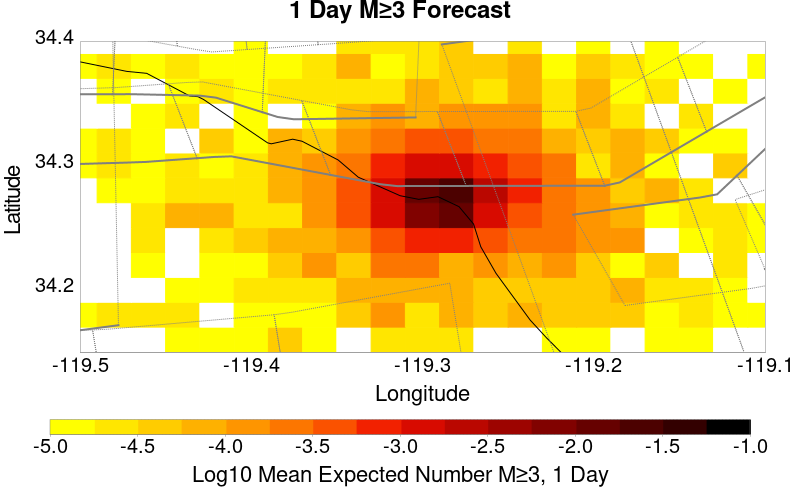 1 Day M≥3 Forecast
34.4
34.3
34.2
Latitude
-119.5 -119.4 -119.3 -119.2 -119.1
Longitude
-5.0 -4.5 -4.0 -3.5 -3.0 -2.5 -2.0 -1.5 -1.0
Log10 Mean Expected Number M≥3, 1 Day